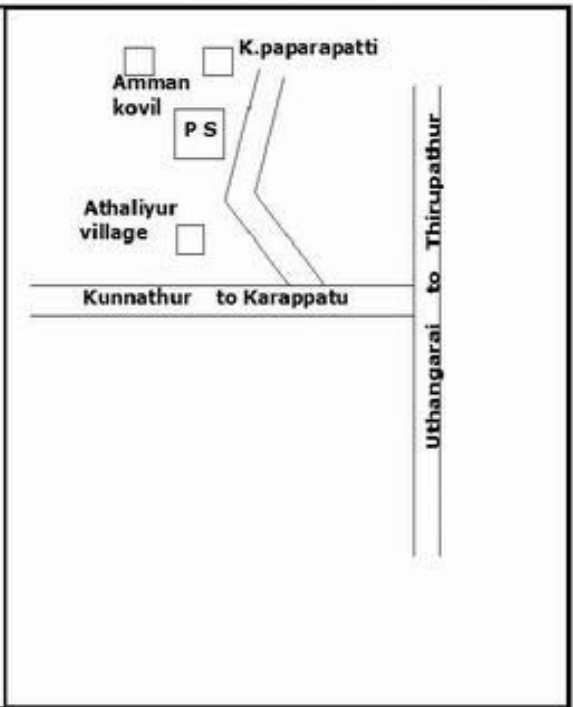 K.paparapatti
Amman
kovil
P S
Athaliyur
village
Kunnathur to Karappatu
Uthangarai to Thirupathur